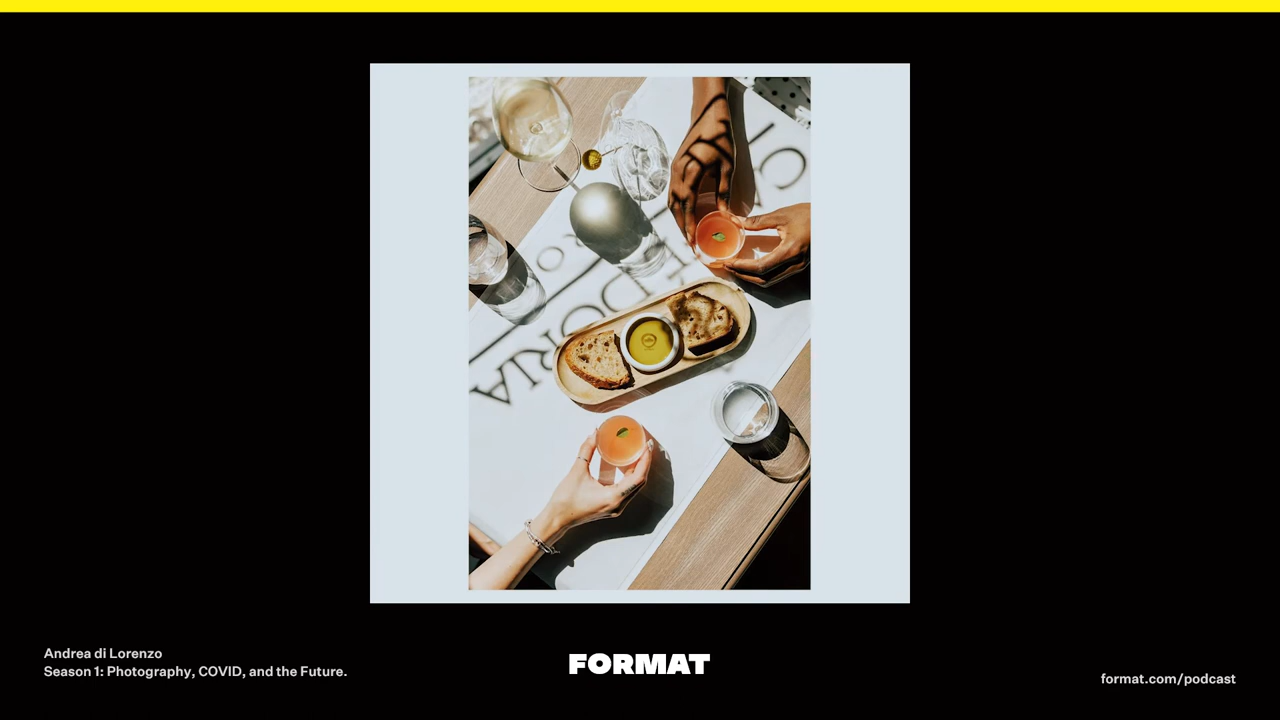 Andrea di Lorenzo
Season 1: Photography, COVID, and the Future.
FORMAT
format.com/podcast